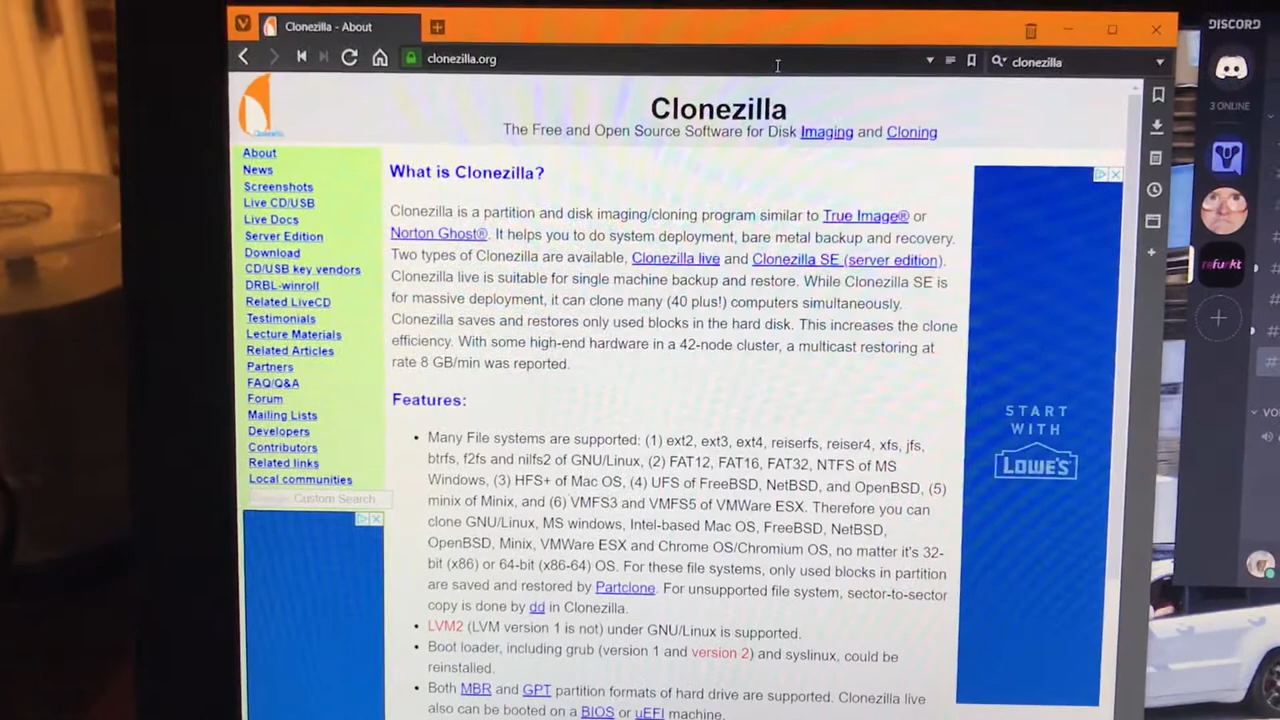 Clonezilla - About
clonezilla.org
clonezilla
DISCORD
3 ONLINE
refunkt
Clonezilla
The Free and Open Source Software for Disk Imaging and Cloning
About
News
Screenshots
Live CD/USB
Live Docs
Server Edition
Download
CD/USB key vendors
DRBL-winroll
Related LiveCD
Testimonials
Lecture Materials
Related Articles
Partners
FAQ/Q&A
Forum
Mailing Lists
Developers
Contributors
Related links
Local communities
Custom Search
What is Clonezilla?
Clonezilla is a partition and disk imaging/cloning program similar to True Image® or
Norton Ghost®. It helps you to do system deployment, bare metal backup and recovery.
Two types of Clonezilla are available, Clonezilla live and Clonezilla SE (server edition).
Clonezilla live is suitable for single machine backup and restore. While Clonezilla SE is
for massive deployment, it can clone many (40 plus!) computers simultaneously.
Clonezilla saves and restores only used blocks in the hard disk. This increases the clone
efficiency. With some high-end hardware in a 42-node cluster, a multicast restoring at
rate 8 GB/min was reported.
Features:
• Many File systems are supported: (1) ext2, ext3, ext4, reiserfs, reiser4, xfs, jfs,
btrfs, f2fs and nilfs2 of GNU/Linux, (2) FAT12, FAT16, FAT32, NTFS of MS
Windows, (3) HFS+ of Mac OS, (4) UFS of FreeBSD, NetBSD, and OpenBSD, (5)
minix of Minix, and (6) VMFS3 and VMFS5 of VMWare ESX. Therefore you can
clone GNU/Linux, MS windows, Intel-based Mac OS, FreeBSD, NetBSD,
OpenBSD, Minix, VMWare ESX and Chrome OS/Chromium OS, no matter it's 32-
bit (x86) or 64-bit (x86-64) OS. For these file systems, only used blocks in partition
are saved and restored by Partclone. For unsupported file system, sector-to-sector
copy is done by dd in Clonezilla.
• LVM2 (LVM version 1 is not) under GNU/Linux is supported.
• Boot loader, including grub (version 1 and version 2) and syslinux, could be
reinstalled.
• Both MBR and GPT partition formats of hard drive are supported. Clonezilla live
also can be booted on a BIOS or uEFI machine.
START
WITH
LOWE'S
VO